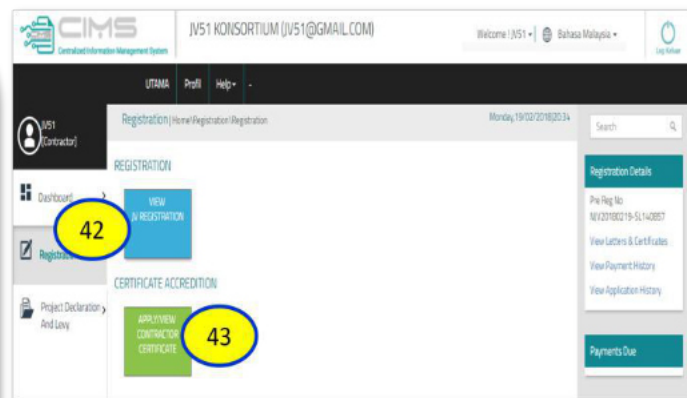 CIMS
Centralized Information Management System
JV51 KONSORTIUM (JV51@GMAIL.COM)
Welcome ! JV51
Bahasa Malaysia
Log Keluar
UTAMA Profil Help -
JV51
[Contractor]
Registration | Home\Registration\Registration
Monday, 19/02/2018|20:34
Search
REGISTRATION
Registration Details
Dashboard
VIEW
JV REGISTRATION
42
Pre Reg No
View Letters & Certificates
View Payment History
View Application History
CERTIFICATE ACCREDITION
Project Declaration
And Levy
APPLY/VIEW
CONTRACTOR
CERTIFICATE
43
Payments Due